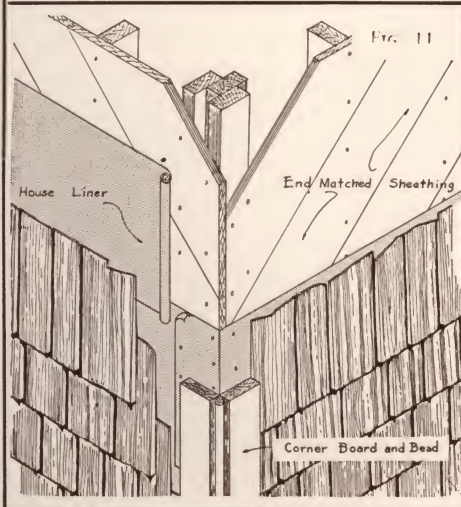 Fig. 11
House Liner
End Matched Sheathing
Corner Board and Bead